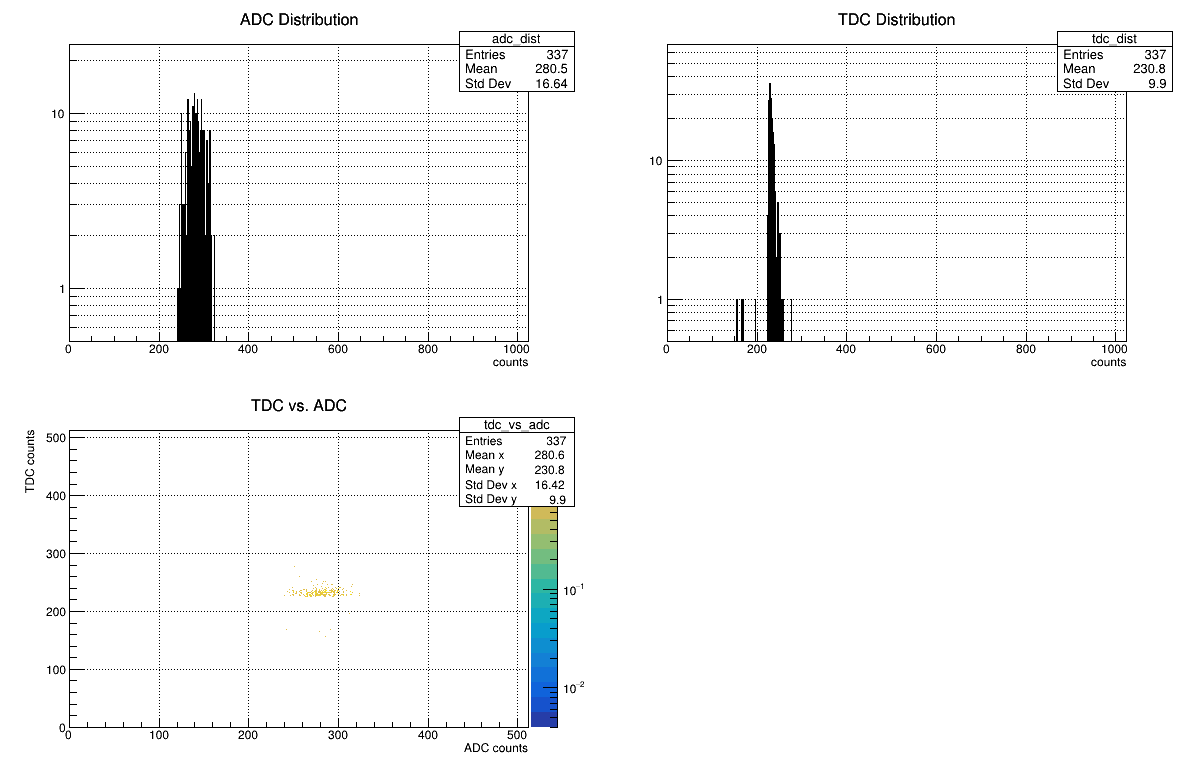 ADC Distribution
adc_dist
Entries 337
Mean 280.5
Std Dev 16.64
10
1
0 200 400 600 800 1000
counts
TDC Distribution
tdc_dist
Entries 337
Mean 230.8
Std Dev 9.9
10
1
0 200 400 600 800 1000
counts
TDC vs. ADC
tdc_vs_adc
Entries 337
Mean x 280.6
Mean y 230.8
Std Dev x 16.42
Std Dev y 9.9
TDC counts
500
400
300
200
100
0
0 100 200 300 400 500
ADC counts
10⁻¹
10⁻²